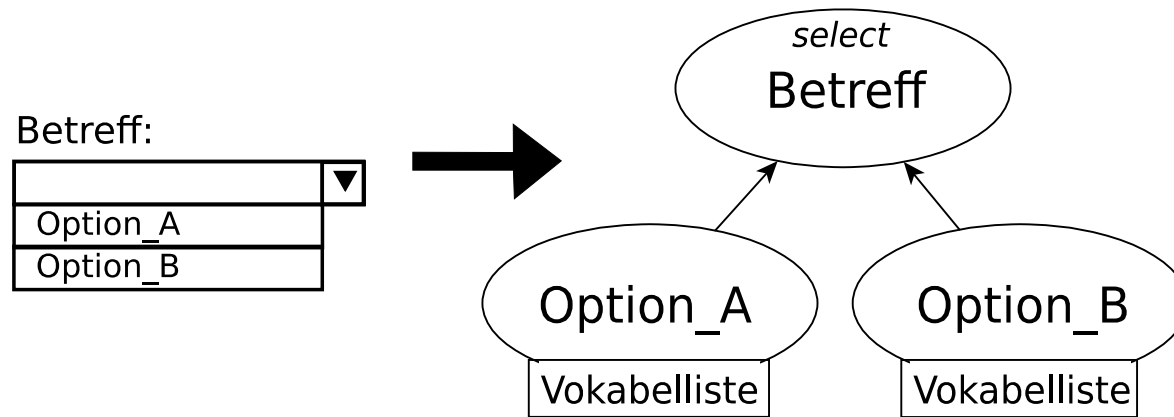 Betreff:
Option_A
Option_B
select
Betreff
Option_A
Option_B
Vokabelliste
Vokabelliste